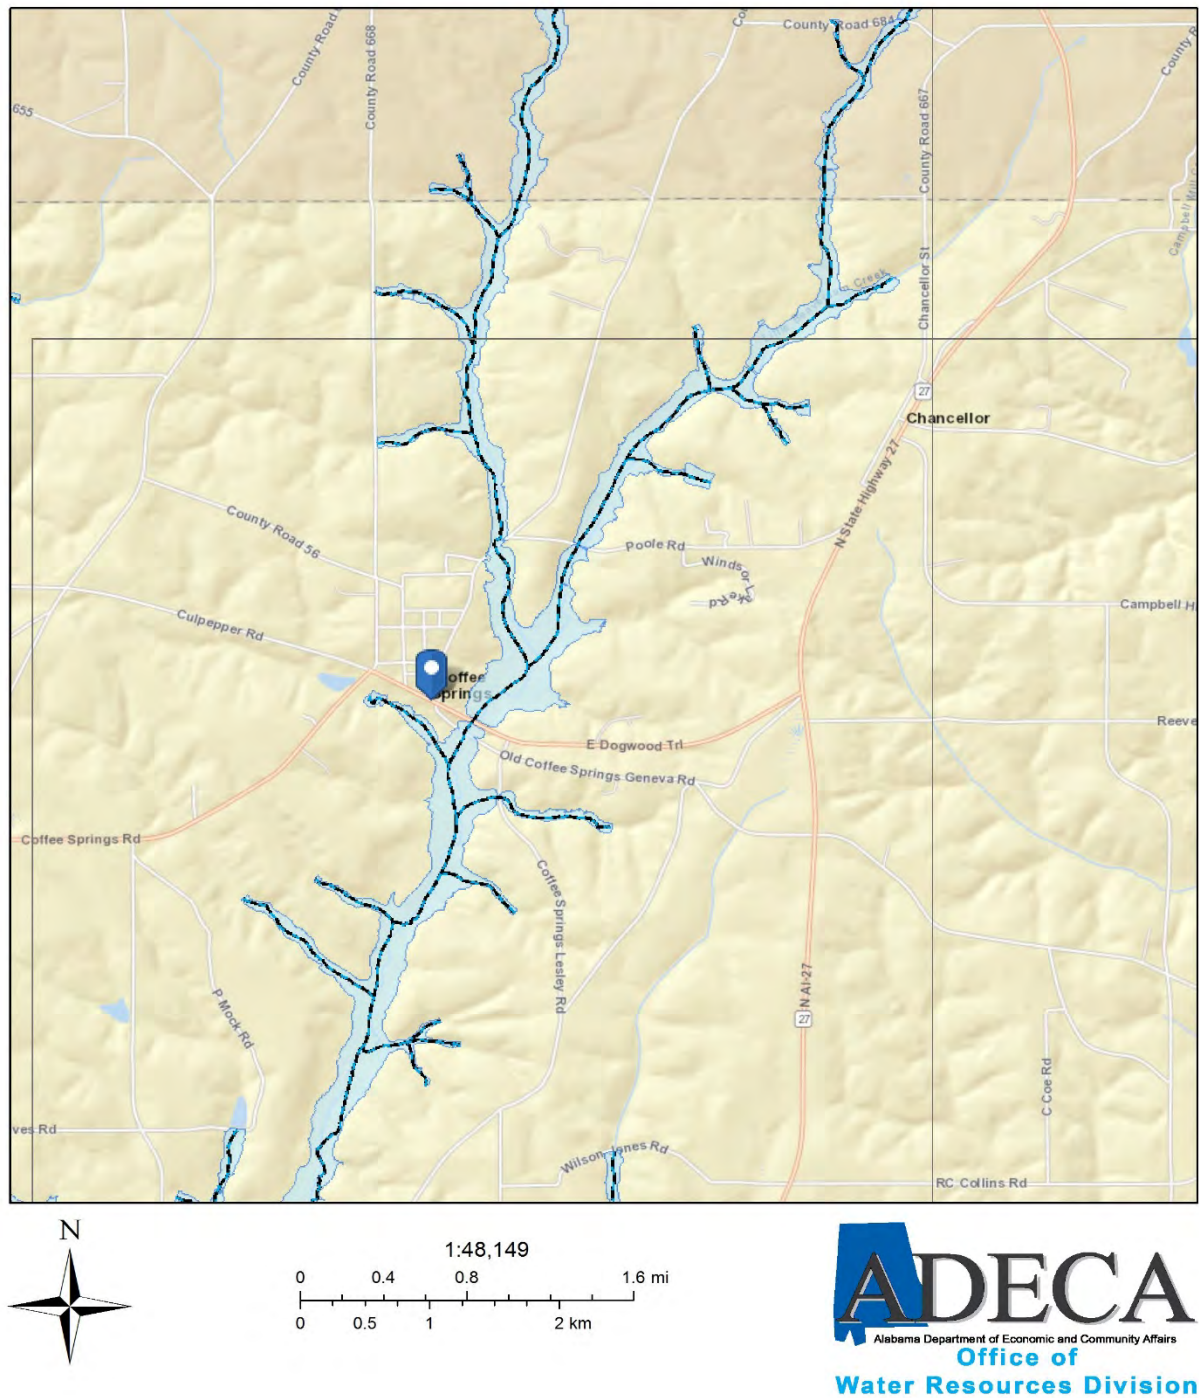 County Road 684
County Road
County Road 668
County Road 667
655
Creek
Chancellor St
27
Chancellor
N State Highway 27
County Road 56
Poole Rd
Windsor Lake Rd
Campbell H
Culpepper Rd
offee
prings
Reeve
E Dogwood Trl
Old Coffee Springs Geneva Rd
Coffee Springs Rd
Coffee Springs Lesley Rd
P Mock Rd
N Al-27
27
C Coe Rd
ves Rd
Wilson Jones Rd
RC Collins Rd
N
1:48,149
0 0.4 0.8 1.6 mi
0 0.5 1 2 km
ADECA
Alabama Department of Economic and Community Affairs
Office of
Water Resources Division